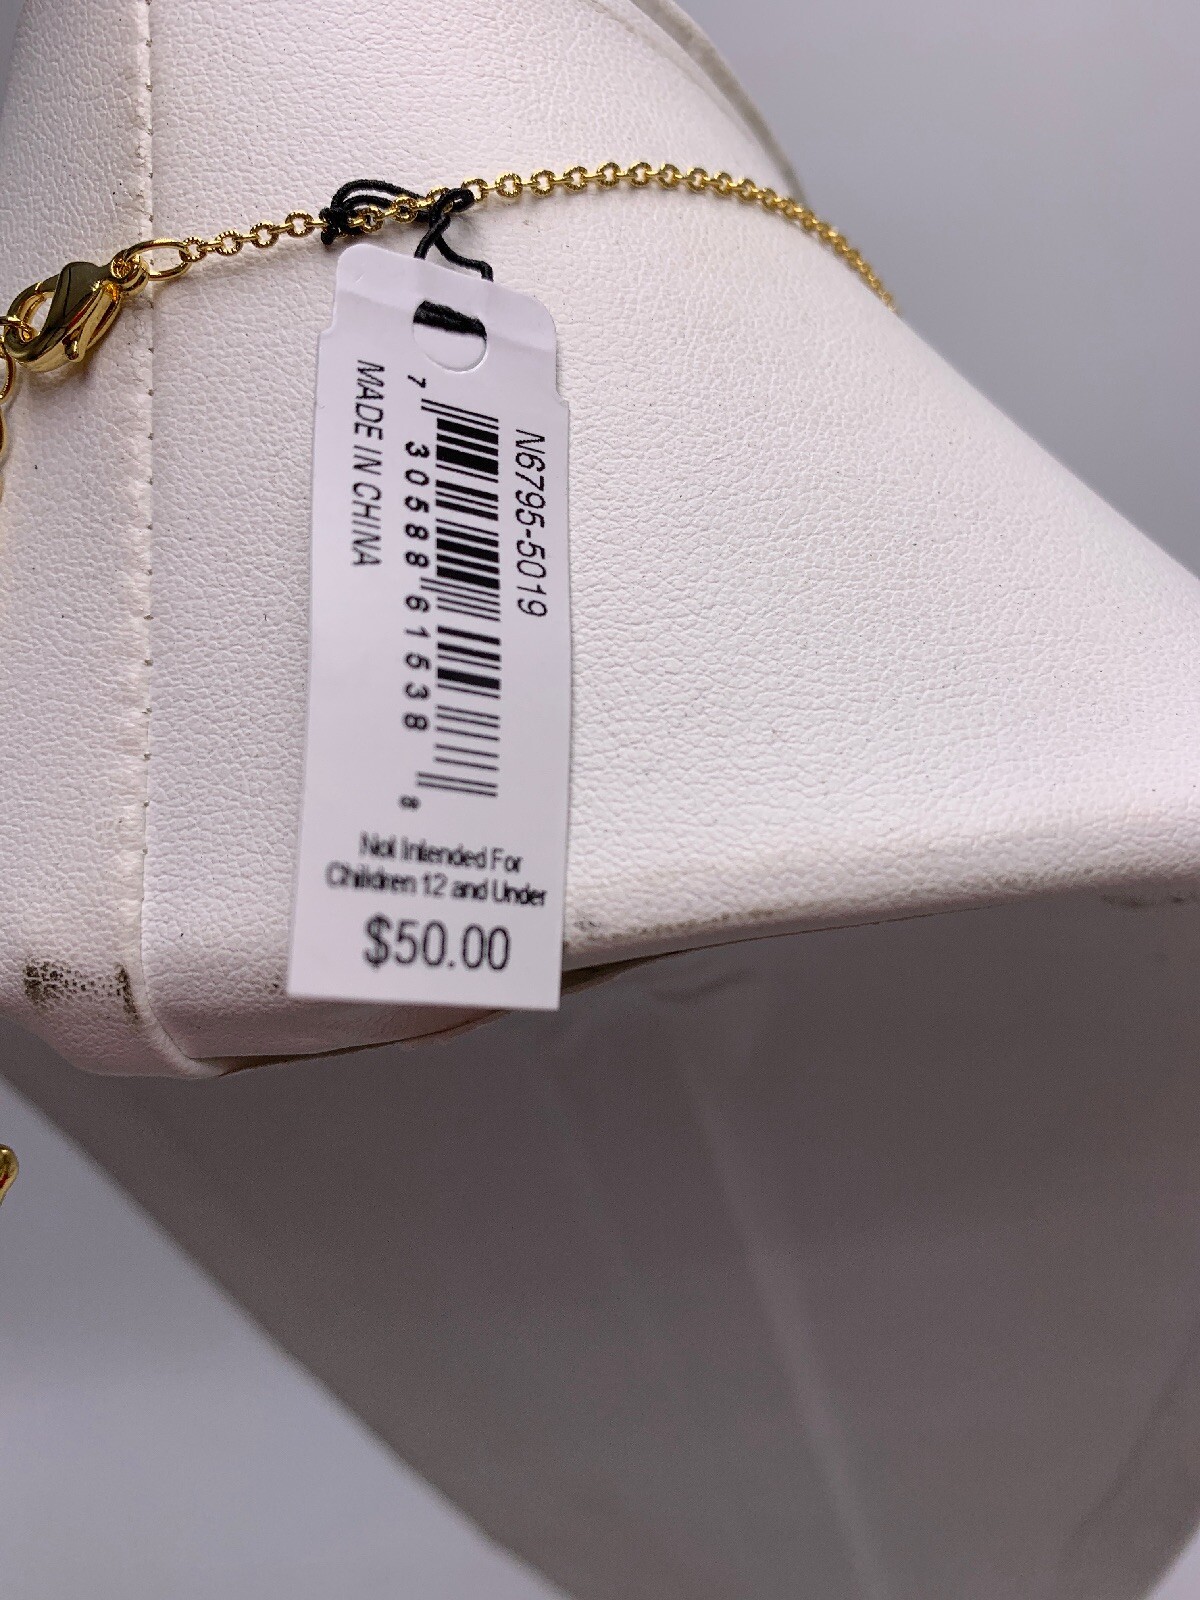 N6795-5019
7 30588 61538 8
MADE IN CHINA
Not Intended For
Children 12 and Under
$50.00